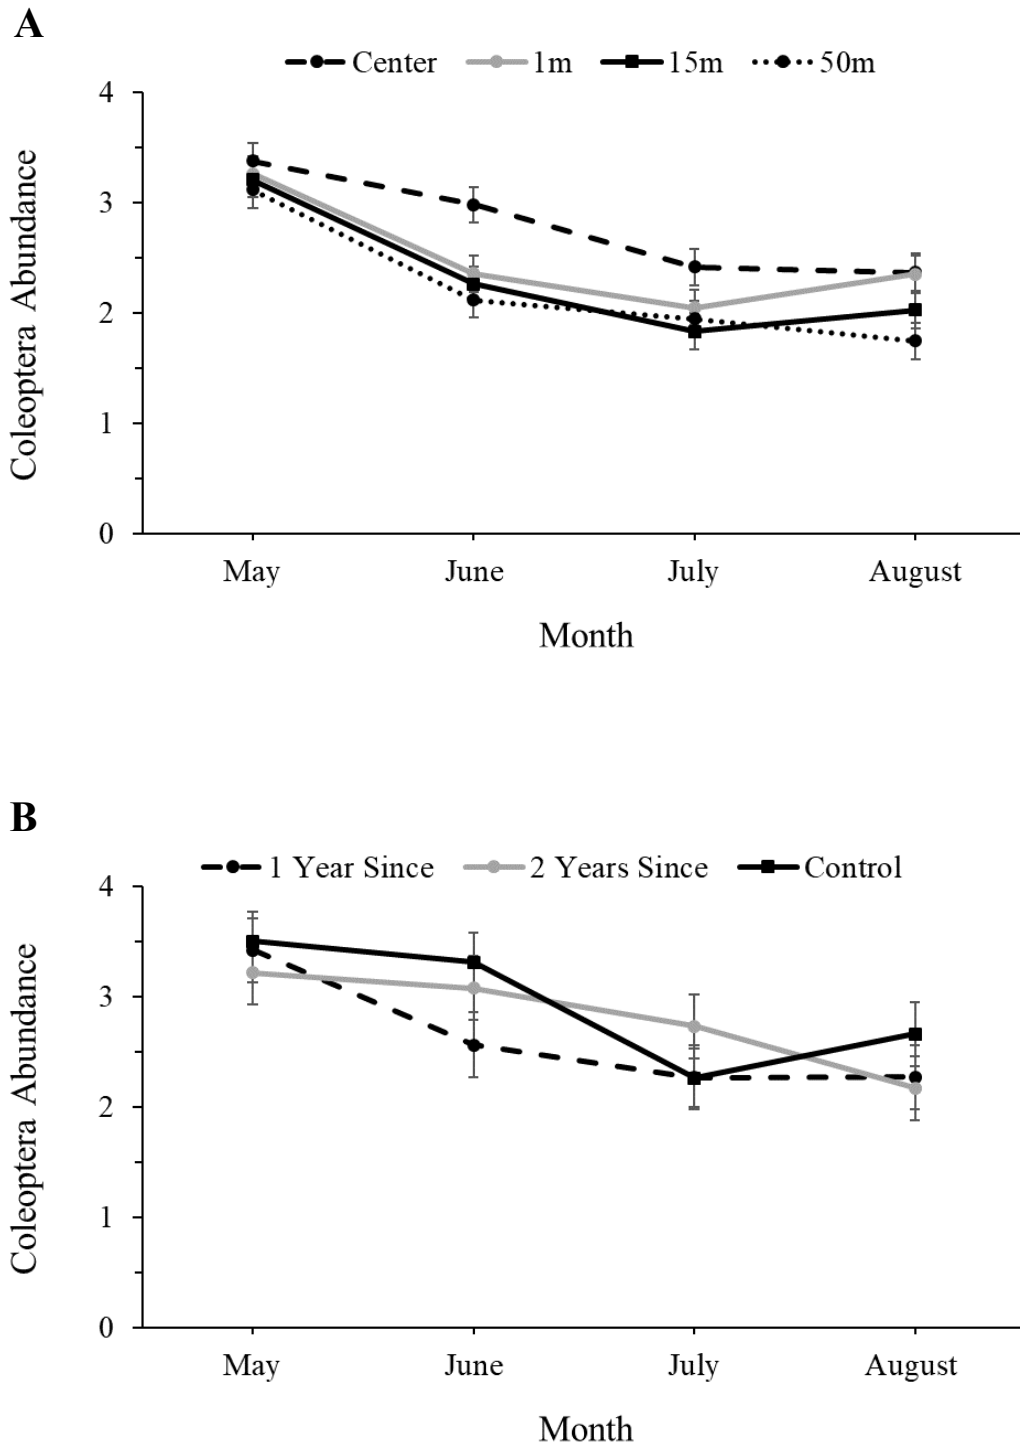 A
Center 1m 15m 50m
4
3
2
1
0
Coleoptera Abundance
May June July August
Month
B
1 Year Since 2 Years Since Control
4
3
2
1
0
Coleoptera Abundance
May June July August
Month